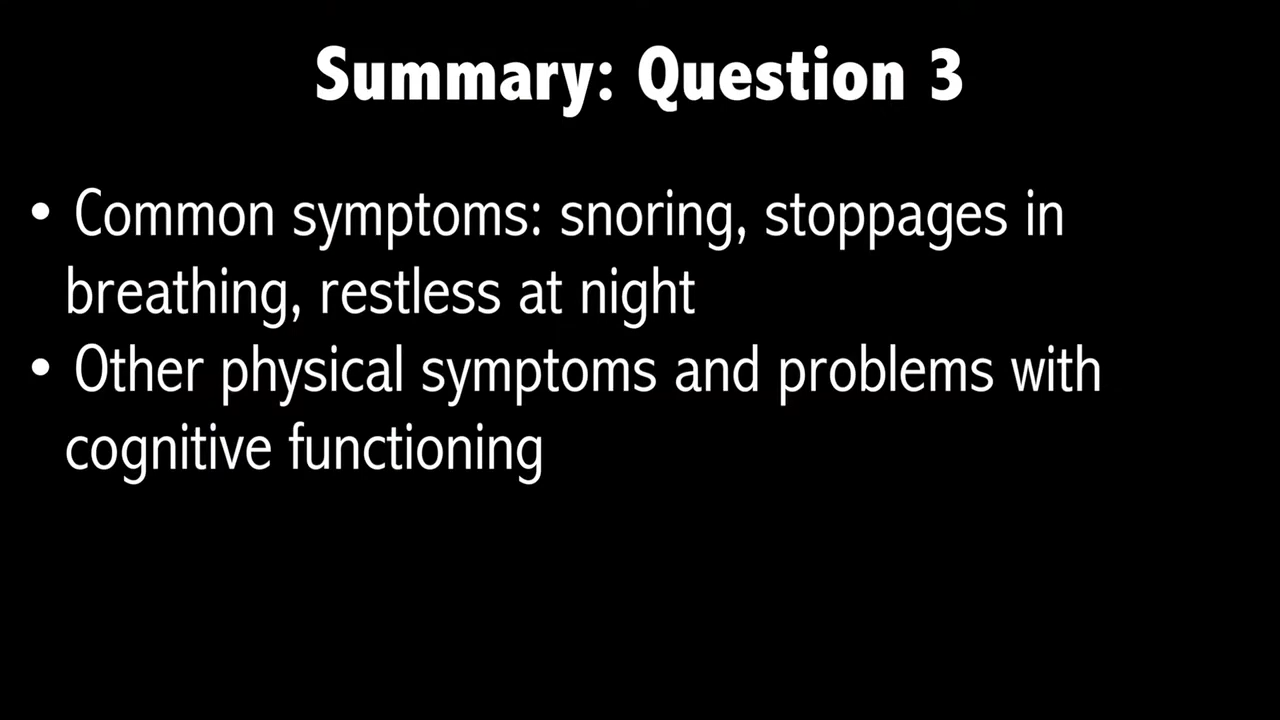 Summary: Question 3
• Common symptoms: snoring, stoppages in
breathing, restless at night
• Other physical symptoms and problems with
cognitive functioning